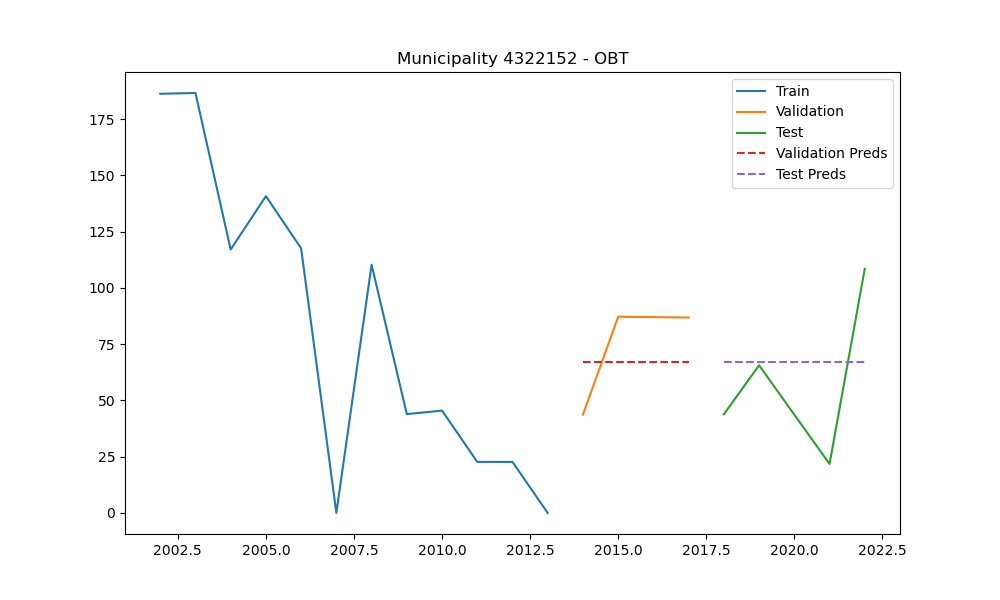 Municipality 4322152 - OBT
Train
Validation
Test
Validation Preds
Test Preds
175
150
125
100
75
50
25
0
2002.5 2005.0 2007.5 2010.0 2012.5 2015.0 2017.5 2020.0 2022.5